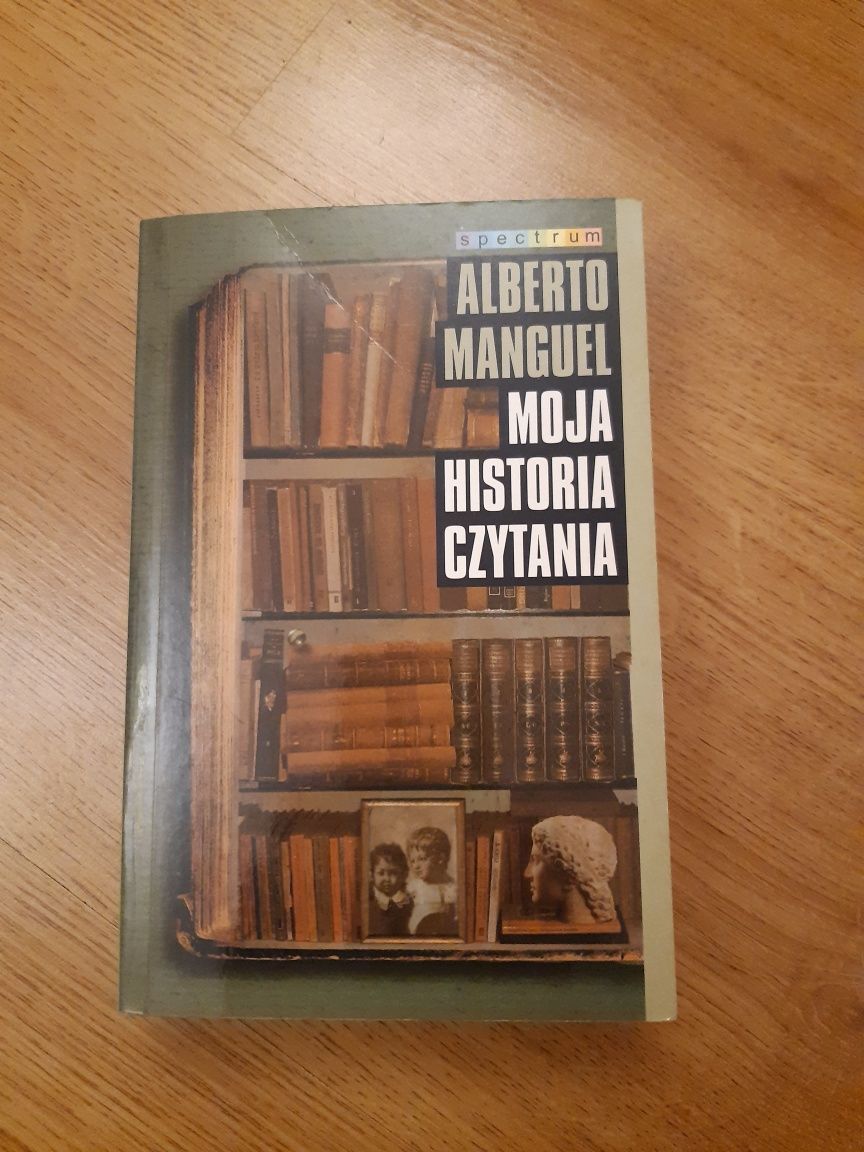 spectrum
ALBERTO
MANGUEL
MOJA
HISTORIA
CZYTANIA